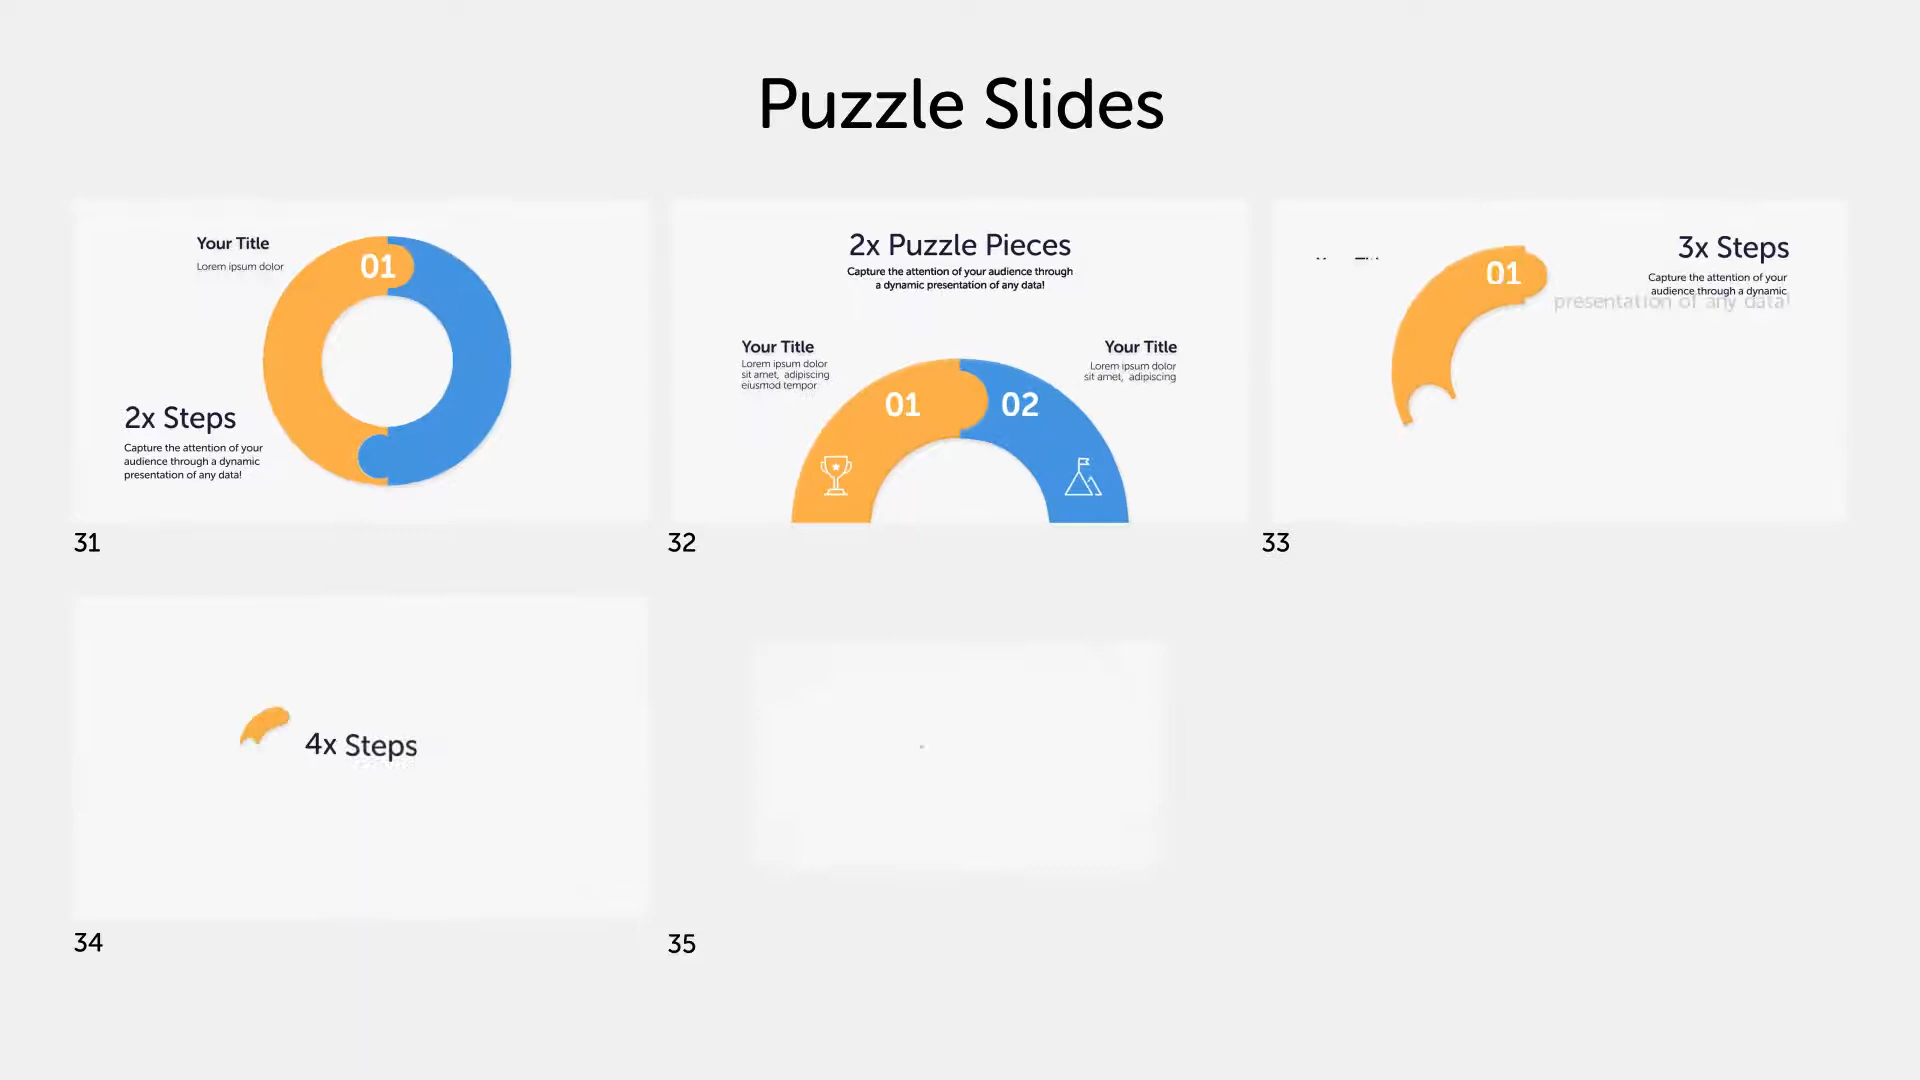 Puzzle Slides
Your Title
Lorem ipsum dolor
01
2x Steps
Capture the attention of your
audience through a dynamic
presentation of any data!
31
2x Puzzle Pieces
Capture the attention of your audience through
a dynamic presentation of any data!
Your Title
Lorem ipsum dolor
sit amet, adipiscing
eiusmod tempor
Your Title
Lorem ipsum dolor
sit amet, adipiscing
01
02
32
01
3x Steps
Capture the attention of your
audience through a dynamic
presentation of any data!
33
4x Steps
34
35